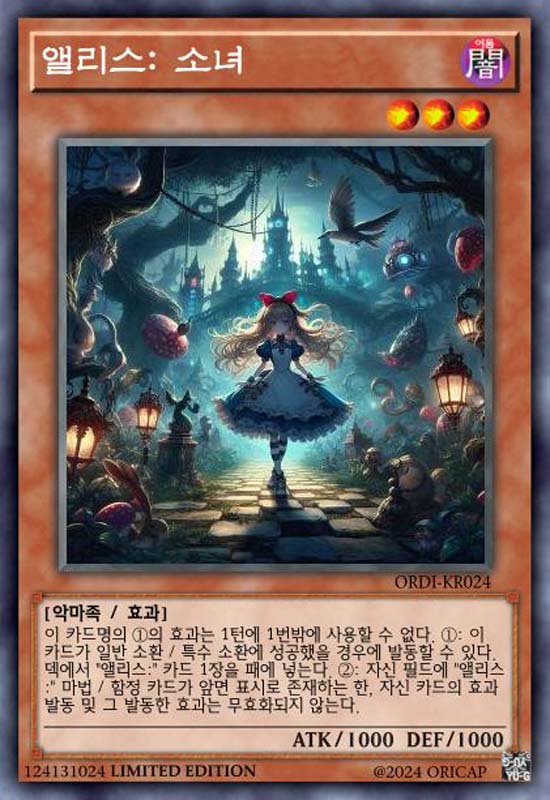 앨리스: 소녀
어둠
闇
ORDI-KR024
[악마족 / 효과]
이 카드명의 ①의 효과는 1턴에 1번밖에 사용할 수 없다. ①: 이
카드가 일반 소환 / 특수 소환에 성공했을 경우에 발동할 수 있다.
덱에서 "앨리스:" 카드 1장을 패에 넣는다. ②: 자신 필드에 "앨리스
:" 마법 / 함정 카드가 앞면 표시로 존재하는 한, 자신 카드의 효과
발동 및 그 발동한 효과는 무효화되지 않는다.
ATK/1000 DEF/1000
124131024 LIMITED EDITION
©2024 ORICAP